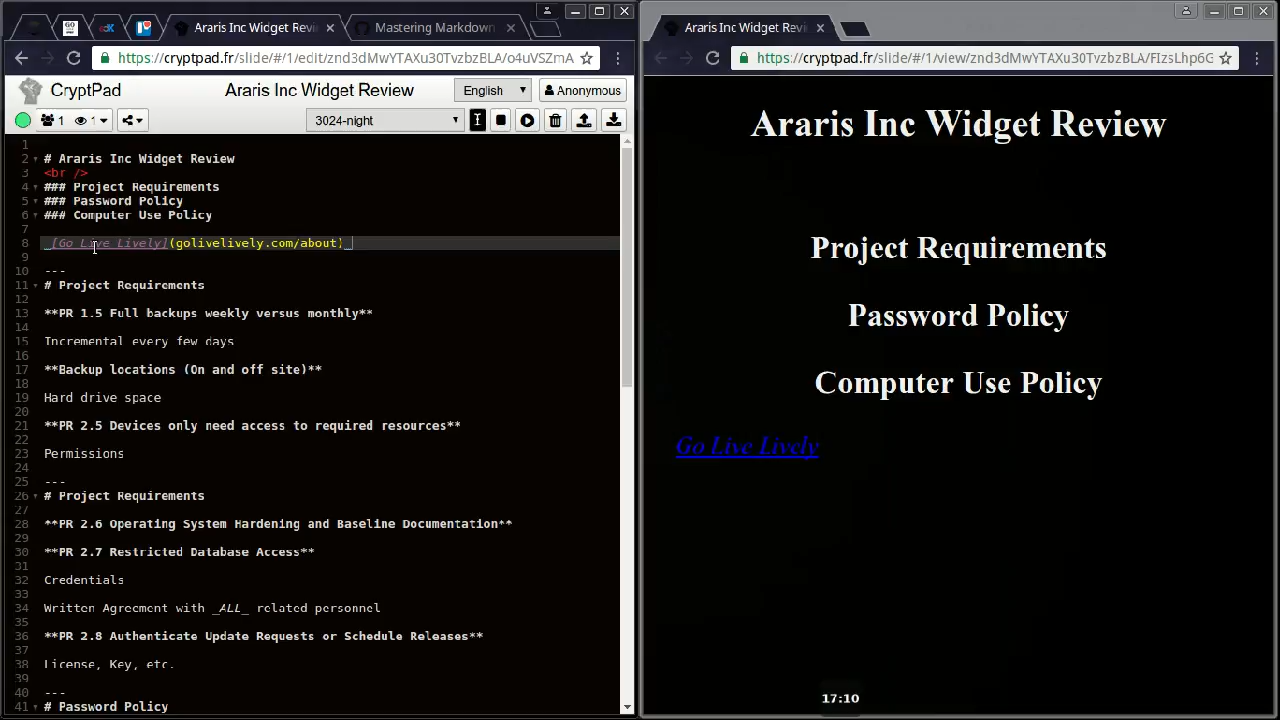 GO
Araris Inc Widget Revi
Mastering Markdown
https://cryptpad.fr/slide/#/1/edit/znd3dMwYTAXu30TvzbzBLA/o4uVSZmA
CryptPad
Araris Inc Widget Review
English
Anonymous
1
1
3024-night
1
2 # Araris Inc Widget Review
3 <br />
4 ### Project Requirements
5 ### Password Policy
6 ### Computer Use Policy
7
8 _[Go Live Lively](golivelively.com/about)_
9
10 ---
11 # Project Requirements
12
13 **PR 1.5 Full backups weekly versus monthly**
14
15 Incremental every few days
16
17 **Backup locations (On and off site)**
18
19 Hard drive space
20
21 **PR 2.5 Devices only need access to required resources**
22
23 Permissions
24
25 ---
26 # Project Requirements
27
28 **PR 2.6 Operating System Hardening and Baseline Documentation**
29
30 **PR 2.7 Restricted Database Access**
31
32 Credentials
33
34 Written Agreement with _ALL_ related personnel
35
36 **PR 2.8 Authenticate Update Requests or Schedule Releases**
37
38 License, Key, etc.
39
40 ---
41 # Password Policy
Araris Inc Widget Revi
https://cryptpad.fr/slide/#/1/view/znd3dMwYTAXu30TvzbzBLA/FIzsLhp6G
Araris Inc Widget Review
Project Requirements
Password Policy
Computer Use Policy
Go Live Lively
17:10